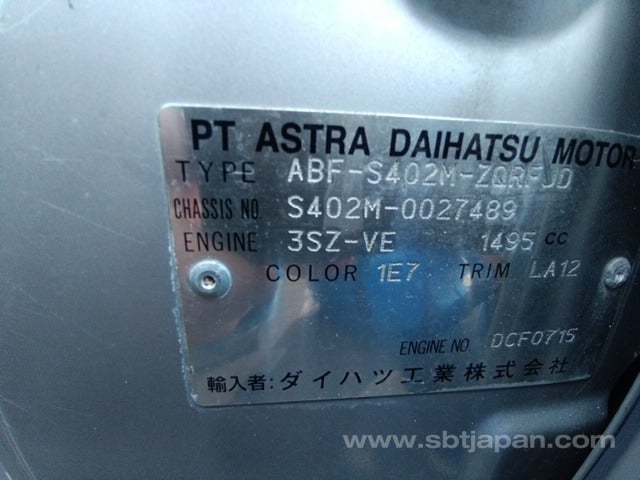 PT ASTRA DAIHATSU MOTOR
TYPE ABF-S402M-ZQRFJD
CHASSIS NO. S402M-0027489
ENGINE 3SZ-VE 1495 cc
COLOR 1E7 TRIM LA12
ENGINE NO. DCF0715
輸入者: ダイハツ工業株式会社
www.sbtjapan.com